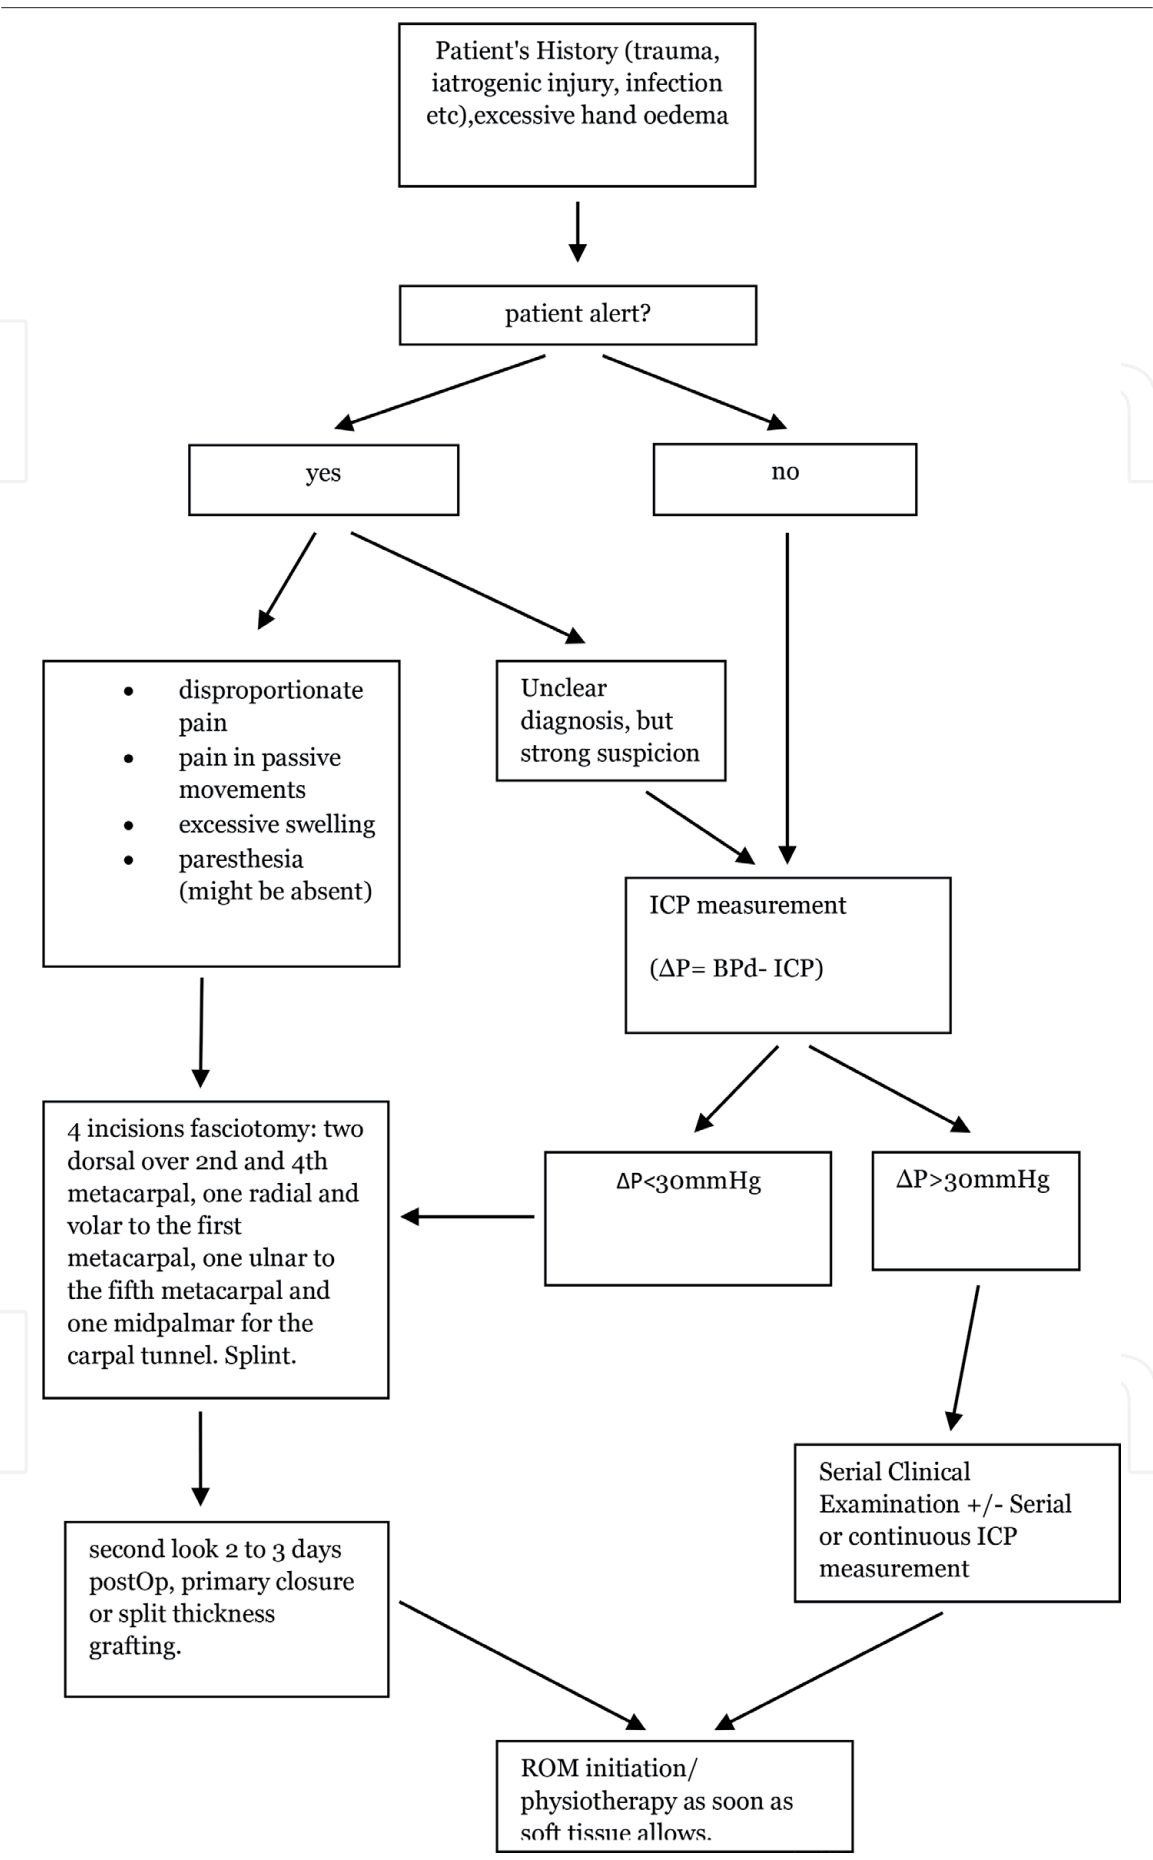 Patient's History (trauma,
iatrogenic injury, infection
etc),excessive hand oedema
patient alert?
yes
no
• disproportionate
pain
• pain in passive
movements
• excessive swelling
• paresthesia
(might be absent)
Unclear
diagnosis, but
strong suspicion
ICP measurement
(ΔP= BPd- ICP)
4 incisions fasciotomy: two
dorsal over 2nd and 4th
metacarpal, one radial and
volar to the first
metacarpal, one ulnar to
the fifth metacarpal and
one midpalmar for the
carpal tunnel. Splint.
ΔP<30mmHg
ΔP>30mmHg
Serial Clinical
Examination +/- Serial
or continuous ICP
measurement
second look 2 to 3 days
postOp, primary closure
or split thickness
grafting.
ROM initiation/
physiotherapy as soon as
soft tissue allows.